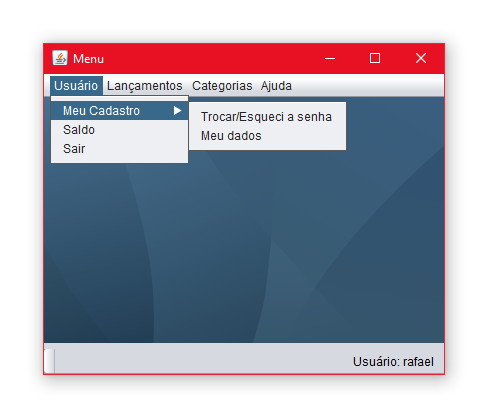 Menu
Usuário Lançamentos Categorias Ajuda
Meu Cadastro
Saldo
Sair
Trocar/Esqueci a senha
Meu dados
Usuário: rafael